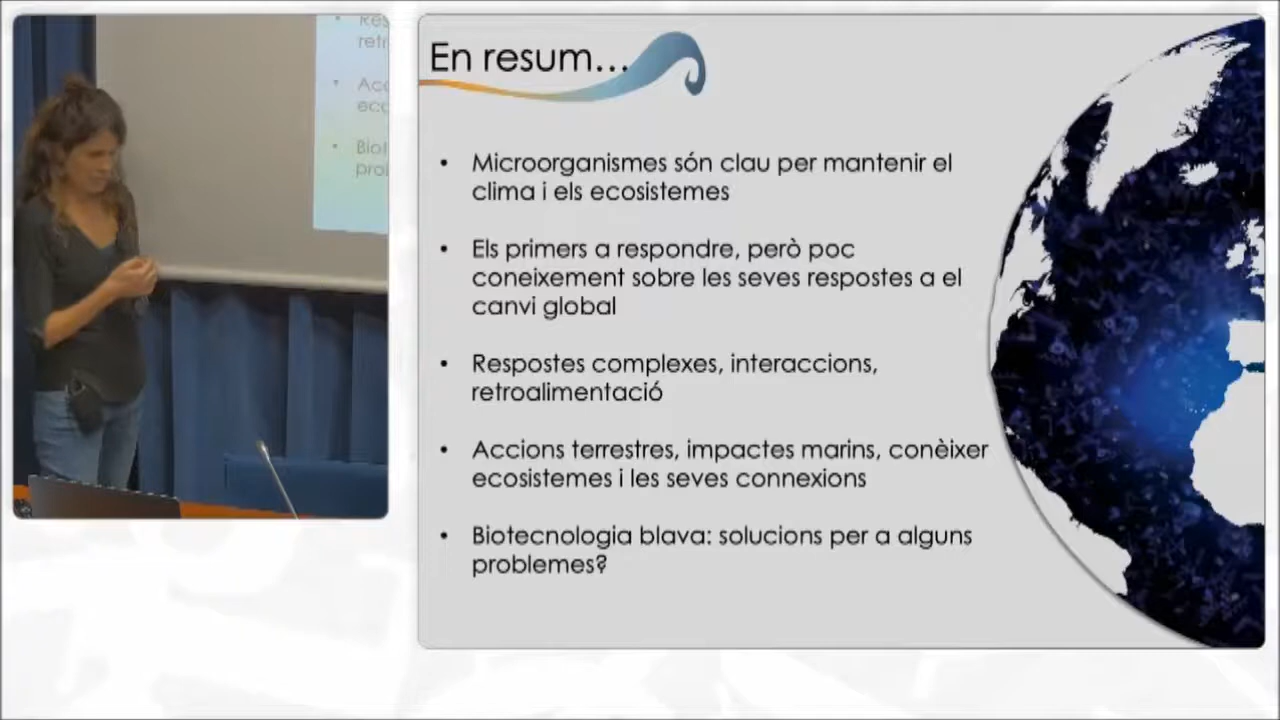 En resum...
• Microorganismes són clau per mantenir el
clima i els ecosistemes
• Els primers a respondre, però poc
coneixement sobre les seves respostes a el
canvi global
• Respostes complexes, interaccions,
retroalimentació
• Accions terrestres, impactes marins, conèixer
ecosistemes i les seves connexions
• Biotecnologia blava: solucions per a alguns
problemes?